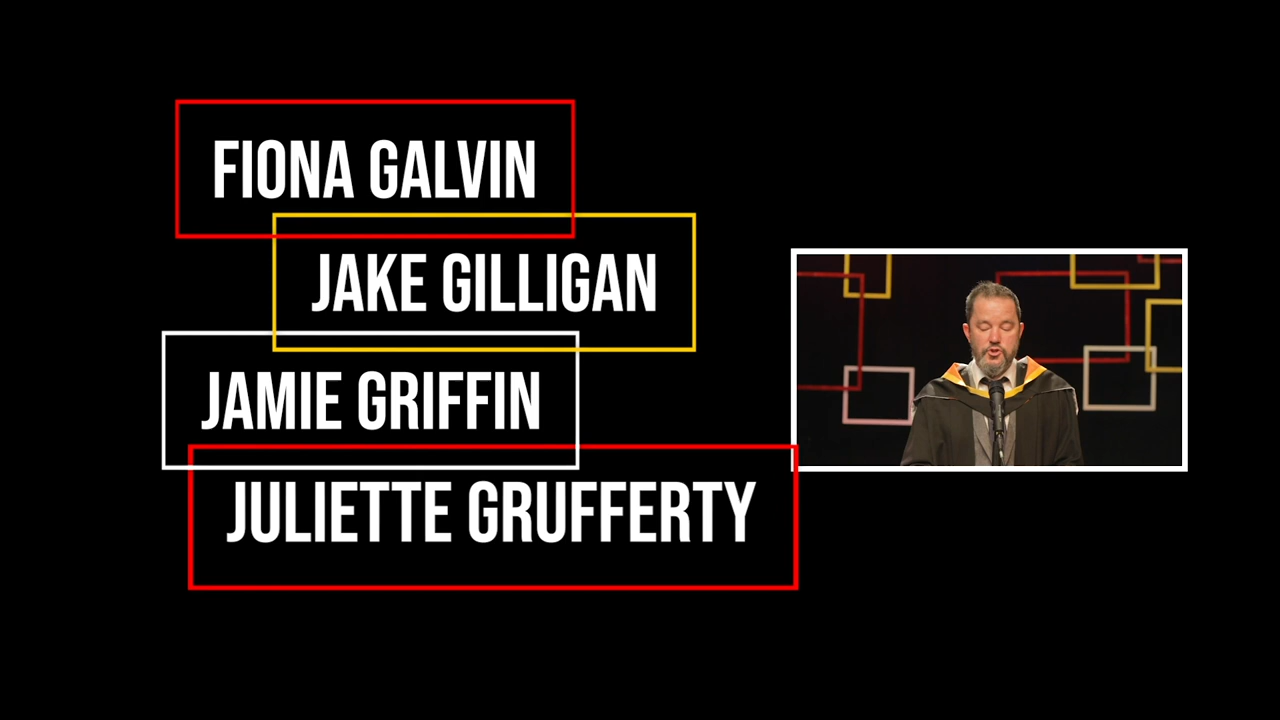 FIONA GALVIN
JAKE GILLIGAN
JAMIE GRIFFIN
JULIETTE GRUFFERTY